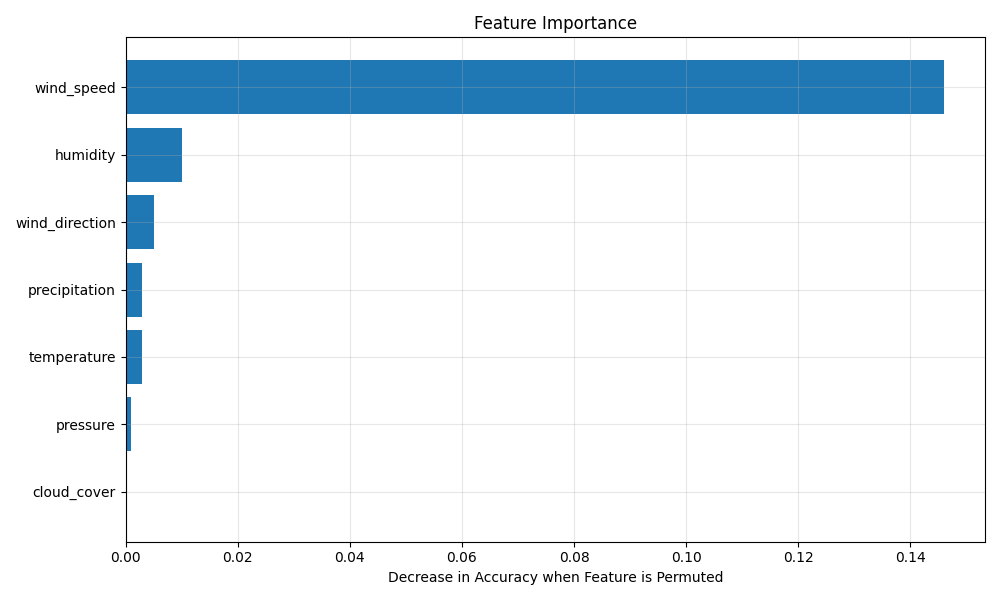 Feature Importance
wind_speed
humidity
wind_direction
precipitation
temperature
pressure
cloud_cover
0.00 0.02 0.04 0.06 0.08 0.10 0.12 0.14
Decrease in Accuracy when Feature is Permuted